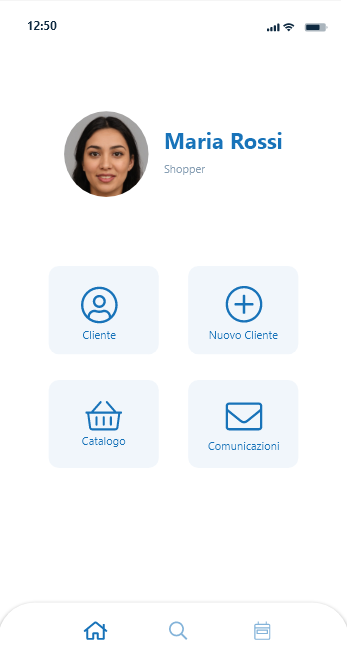 12:50
Maria Rossi
Shopper
Cliente
Nuovo Cliente
Catalogo
Comunicazioni